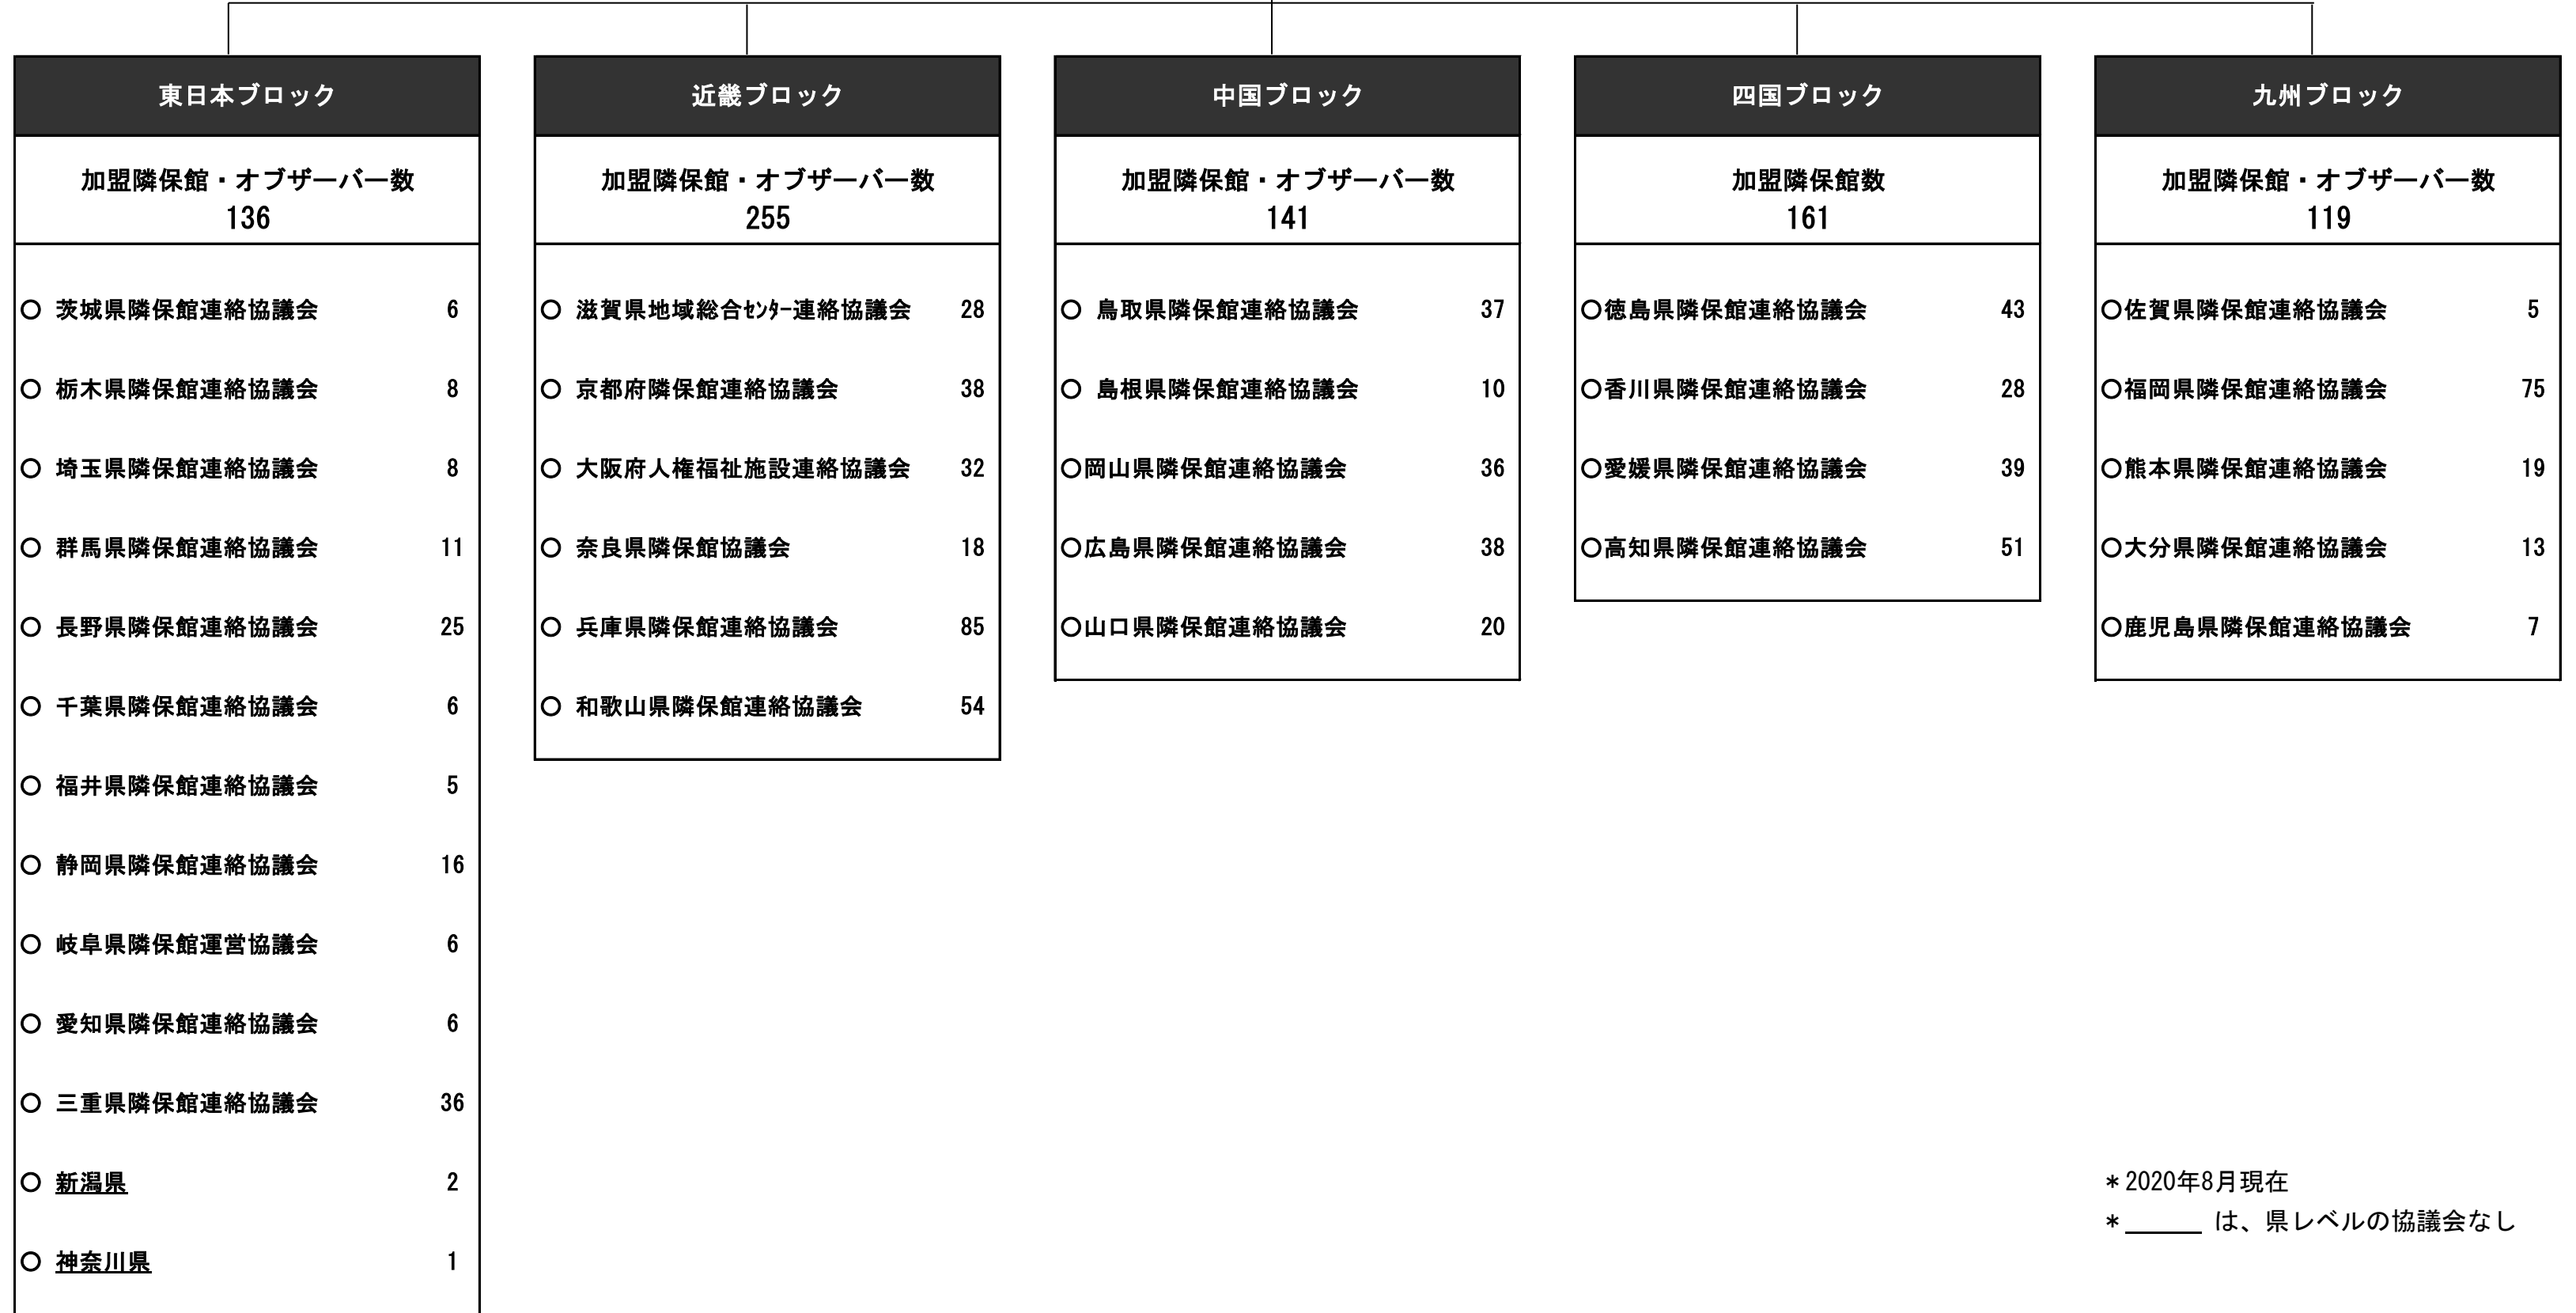 東日本ブロック
加盟隣保館・オブザーバー数
136
○ 茨城県隣保館連絡協議会 6
○ 栃木県隣保館連絡協議会 8
○ 埼玉県隣保館連絡協議会 8
○ 群馬県隣保館連絡協議会 11
○ 長野県隣保館連絡協議会 25
○ 千葉県隣保館連絡協議会 6
○ 福井県隣保館連絡協議会 5
○ 静岡県隣保館連絡協議会 16
○ 岐阜県隣保館運営協議会 6
○ 愛知県隣保館連絡協議会 6
○ 三重県隣保館連絡協議会 36
○ 新潟県 2
○ 神奈川県 1
近畿ブロック
加盟隣保館・オブザーバー数
255
○ 滋賀県地域総合ｾﾝﾀｰ連絡協議会 28
○ 京都府隣保館連絡協議会 38
○ 大阪府人権福祉施設連絡協議会 32
○ 奈良県隣保館協議会 18
○ 兵庫県隣保館連絡協議会 85
○ 和歌山県隣保館連絡協議会 54
中国ブロック
加盟隣保館・オブザーバー数
141
○ 鳥取県隣保館連絡協議会 37
○ 島根県隣保館連絡協議会 10
○岡山県隣保館連絡協議会 36
○広島県隣保館連絡協議会 38
○山口県隣保館連絡協議会 20
四国ブロック
加盟隣保館数
161
○徳島県隣保館連絡協議会 43
○香川県隣保館連絡協議会 28
○愛媛県隣保館連絡協議会 39
○高知県隣保館連絡協議会 51
九州ブロック
加盟隣保館・オブザーバー数
119
○佐賀県隣保館連絡協議会 5
○福岡県隣保館連絡協議会 75
○熊本県隣保館連絡協議会 19
○大分県隣保館連絡協議会 13
○鹿児島県隣保館連絡協議会 7
＊2020年8月現在
＊______ は、県レベルの協議会なし